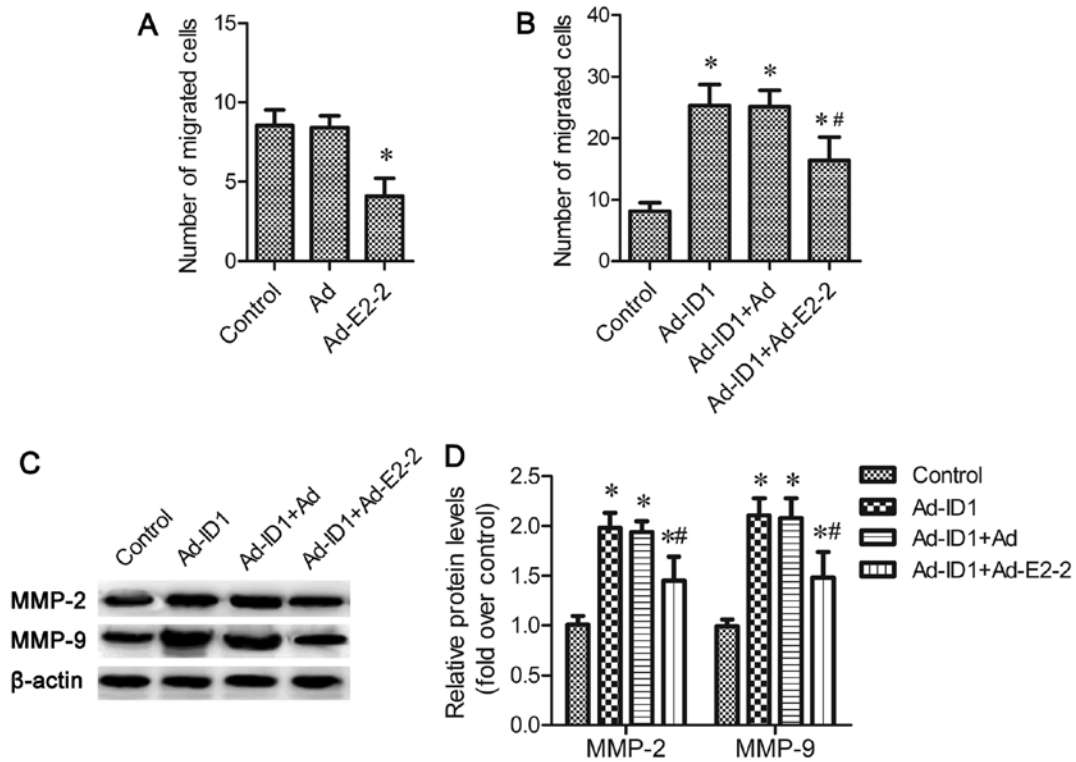 A
Number of migrated cells
15
10
5
0
*
Control
Ad
Ad-E2-2
B
Number of migrated cells
40
30
20
10
0
*
*
*#
Control
Ad-ID1
Ad-ID1+Ad
Ad-ID1+Ad-E2-2
C
Control
Ad-ID1
Ad-ID1+Ad
Ad-ID1+Ad-E2-2
MMP-2
MMP-9
β-actin
D
Relative protein levels
(fold over control)
2.5
2.0
1.5
1.0
0.5
0.0
*
*
*#
*
*
*#
MMP-2
MMP-9
Control
Ad-ID1
Ad-ID1+Ad
Ad-ID1+Ad-E2-2